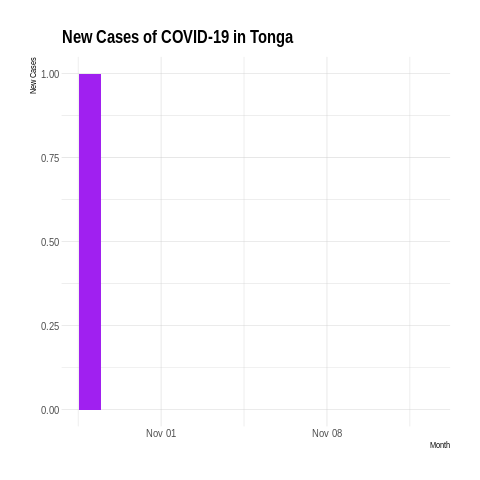 New Cases of COVID-19 in Tonga
New Cases
1.00
0.75
0.50
0.25
0.00
Nov 01
Nov 08
Month